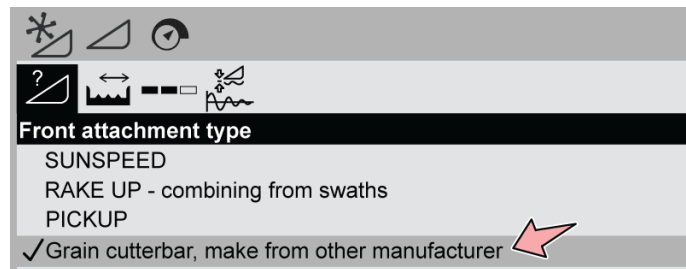 ?
Front attachment type
SUNSPEED
RAKE UP - combining from swaths
PICKUP
Grain cutterbar, make from other manufacturer